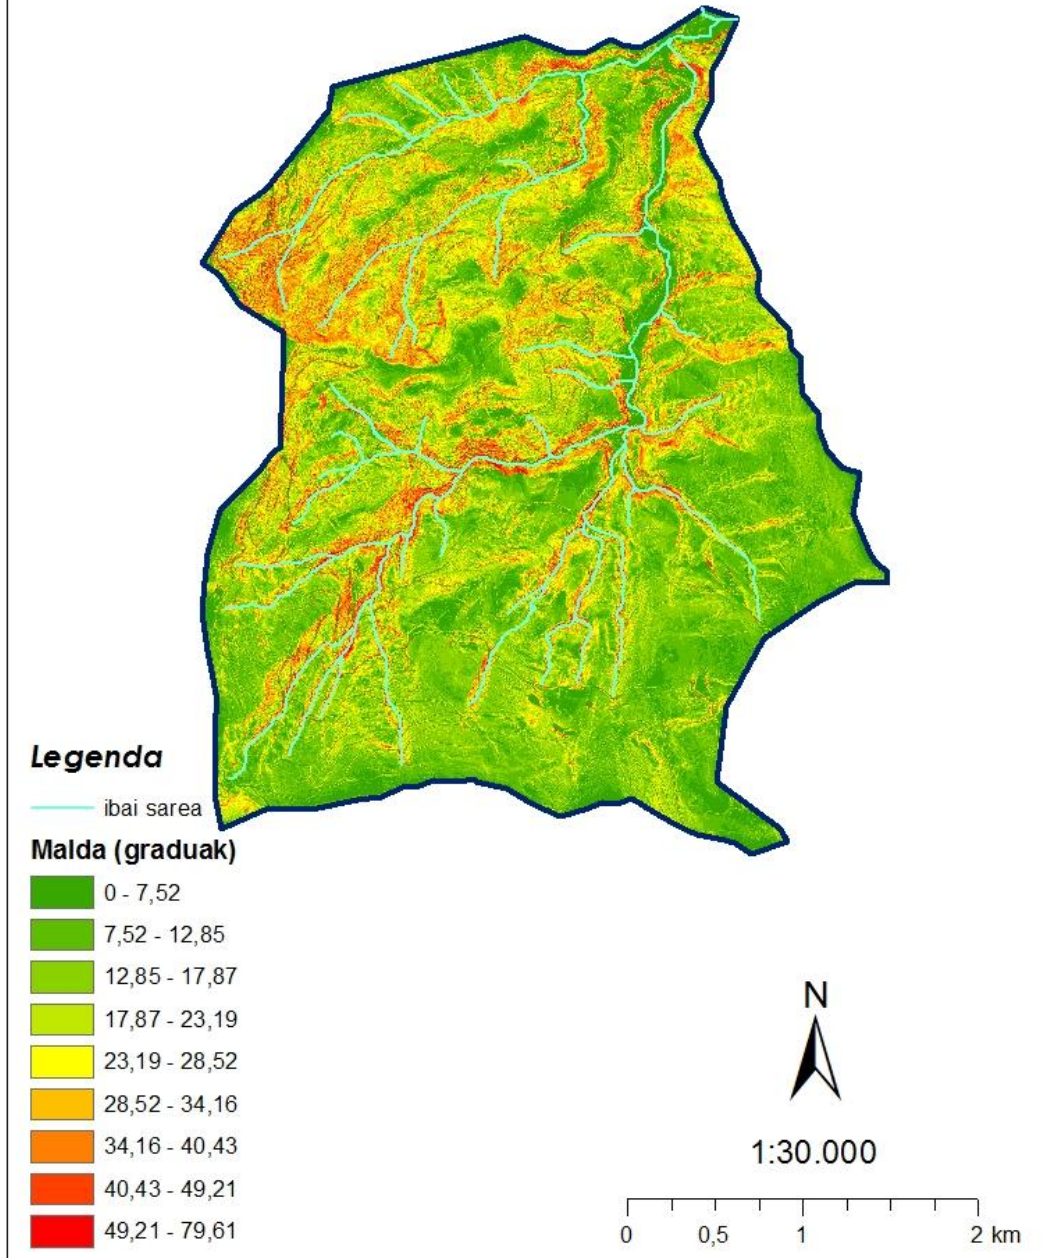 Legenda
ibai sarea
Malda (graduak)
0 - 7,52
7,52 - 12,85
12,85 - 17,87
17,87 - 23,19
23,19 - 28,52
28,52 - 34,16
34,16 - 40,43
40,43 - 49,21
49,21 - 79,61
N
1:30.000
0 0,5 1 2 km